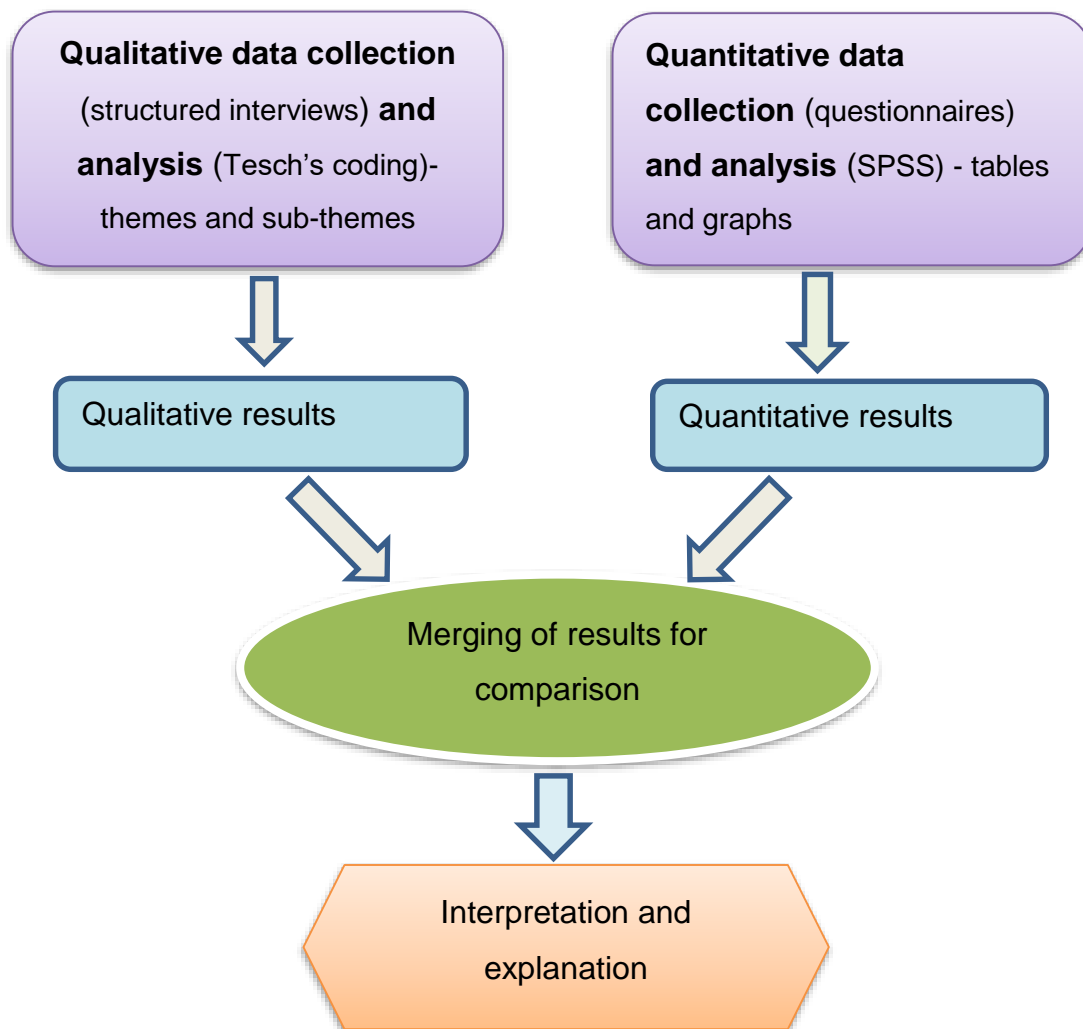 Qualitative data collection
(structured interviews) and
analysis (Tesch’s coding)-
themes and sub-themes
Quantitative data
collection (questionnaires)
and analysis (SPSS) - tables
and graphs
Qualitative results
Quantitative results
Merging of results for
comparison
Interpretation and
explanation